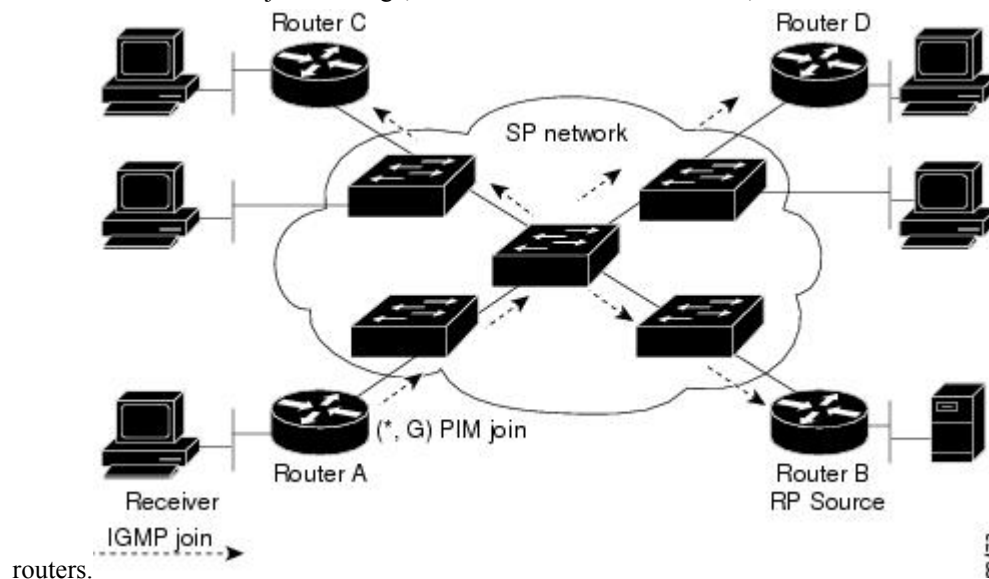 Router C
Router D
SP network
(*, G) PIM join
Router A
Router B
RP Source
Receiver
IGMP join
routers.